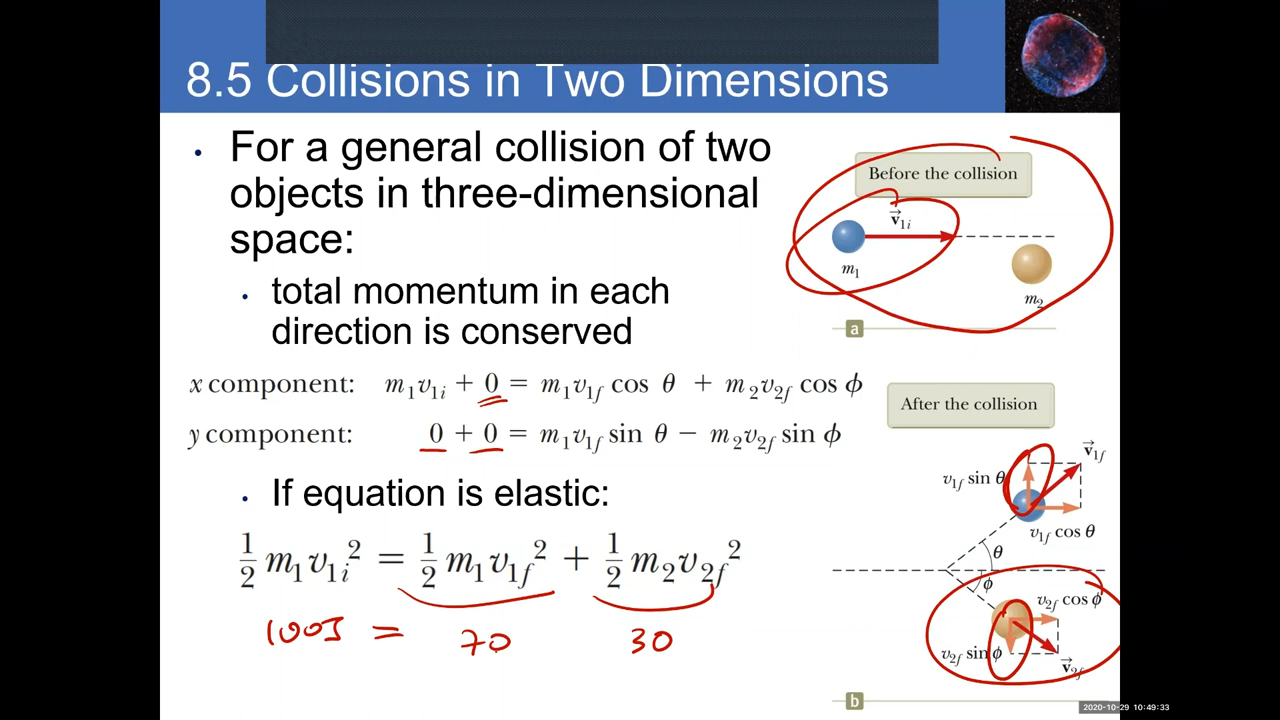 8.5 Collisions in Two Dimensions
• For a general collision of two
objects in three-dimensional
space:
• total momentum in each
direction is conserved
x component: m₁v₁ᵢ + 0 = m₁v₁f cos θ + m₂v₂f cos ϕ
y component: 0 + 0 = m₁v₁f sin θ − m₂v₂f sin ϕ
• If equation is elastic:
½ m₁v₁ᵢ² = ½ m₁v₁f² + ½ m₂v₂f²
100J = 70 30
Before the collision
v⃗₁ᵢ
m₁
m₂
a
After the collision
v⃗₁f
v₁f sin θ
v₁f cos θ
θ
ϕ
v₂f cos ϕ
v₂f sin ϕ
v⃗₂f
b
2020-10-29 10:49:33